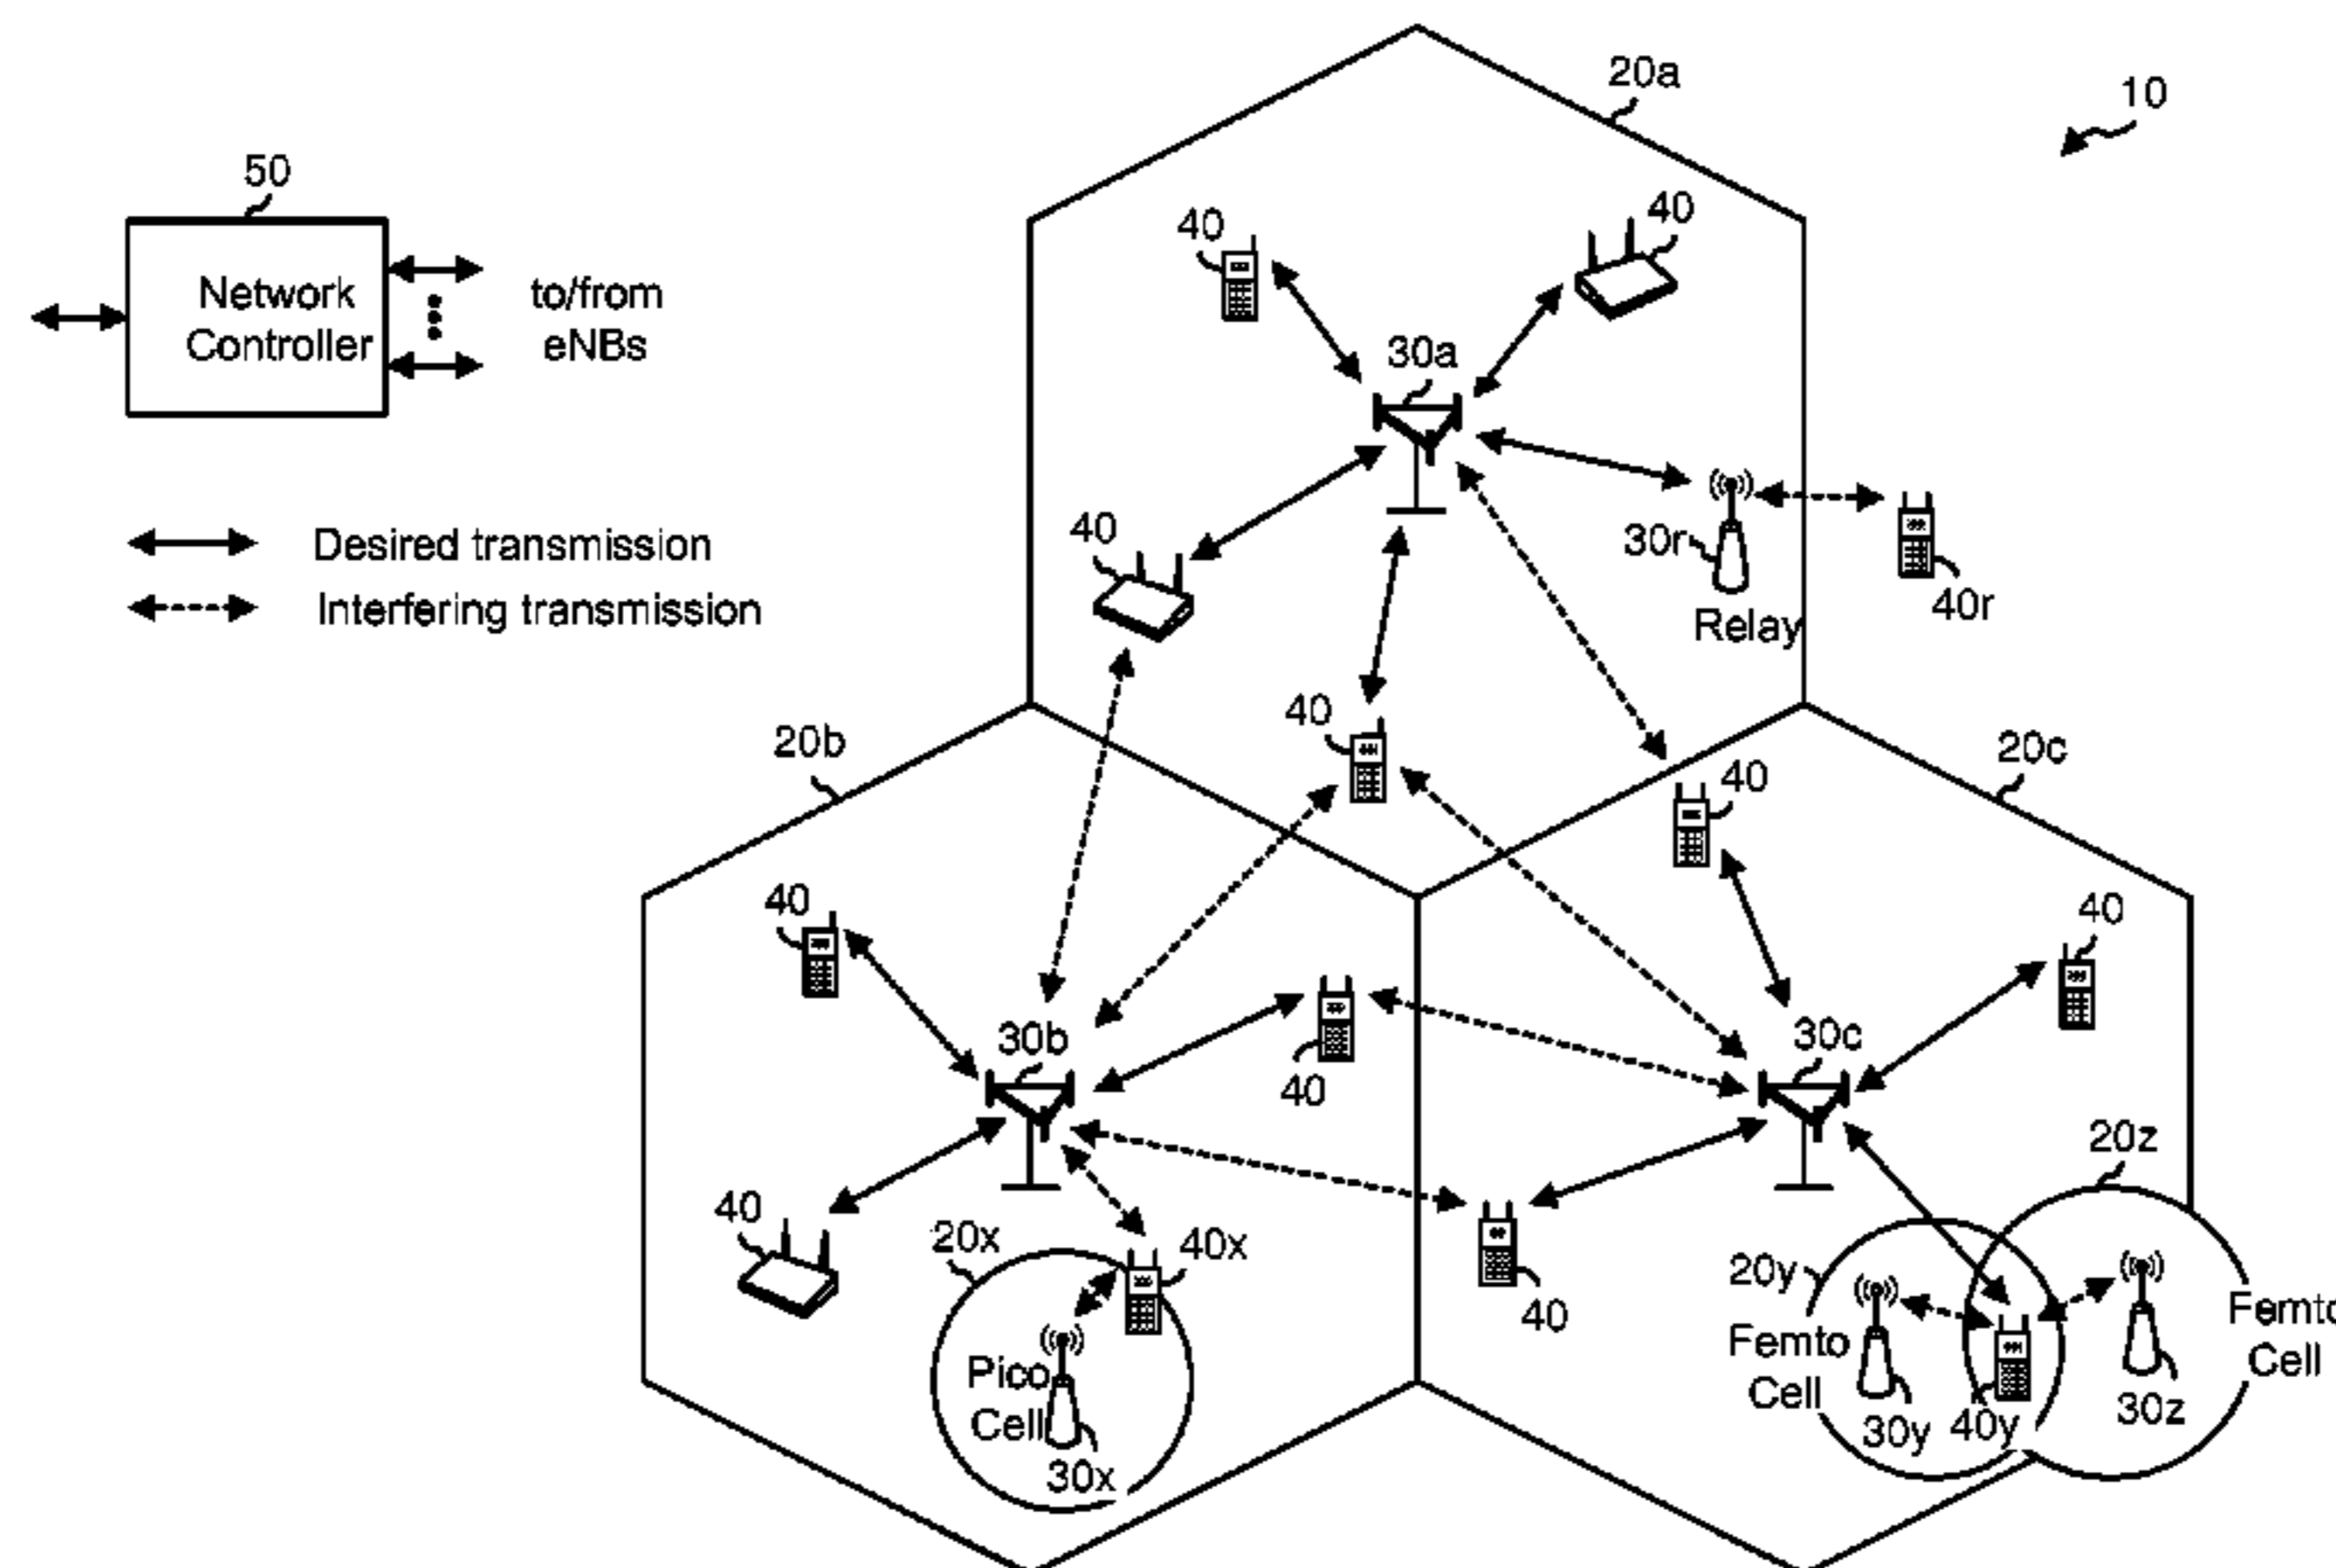 20a
10
50
40
40
Network
Controller
to/from
eNBs
30a
Desired transmission
Interfering transmission
40
30r
Relay
40r
20b
40
40
20c
40
40
30b
40
30c
20z
40
20x
40x
40
20y
Femto
Cell
Femto
Cell
Pico
Cell
30x
30y
40y
30z